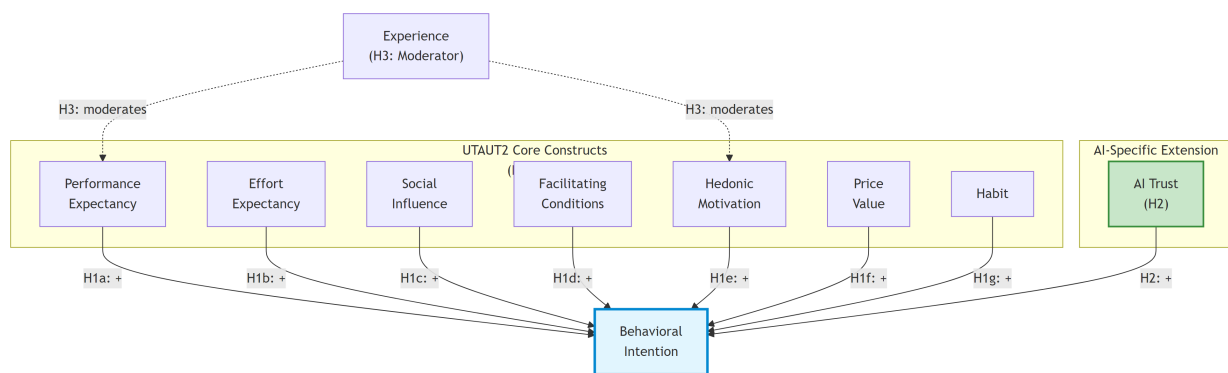 Experience
(H3: Moderator)
H3: moderates
H3: moderates
UTAUT2 Core Constructs
AI-Specific Extension
Performance
Expectancy
Effort
Expectancy
Social
Influence
Facilitating
Conditions
Hedonic
Motivation
Price
Value
Habit
AI Trust
(H2)
H1a: +
H1b: +
H1c: +
H1d: +
H1e: +
H1f: +
H1g: +
H2: +
Behavioral
Intention